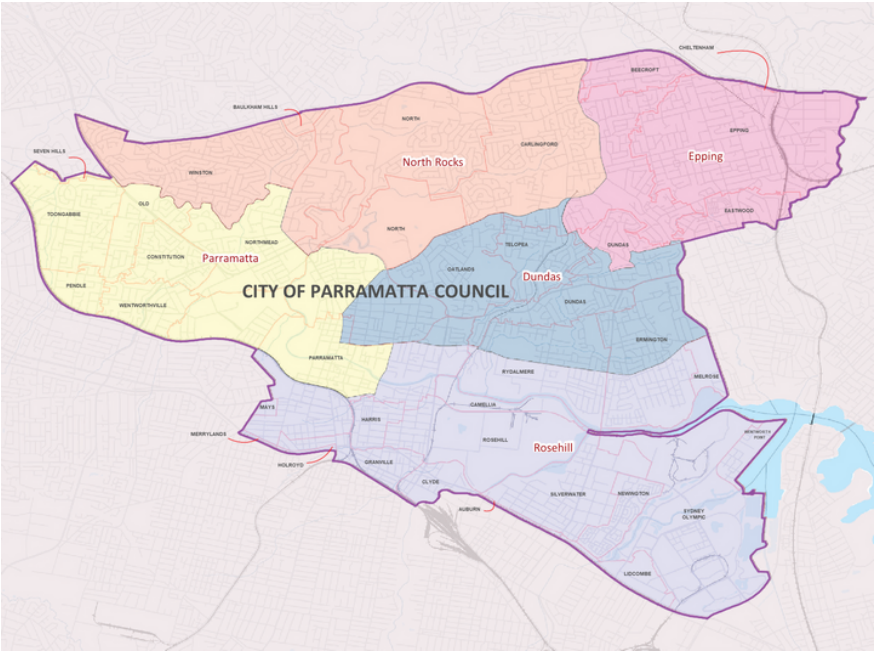 CHELTENHAM
BEECROFT
BAULKHAM HILLS
NORTH
EPPING
CARLINGFORD
SEVEN HILLS
North Rocks
Epping
WINSTON
OLD
TOONGABBIE
EASTWOOD
NORTH
NORTHMEAD
TELOPEA
DUNDAS
CONSTITUTION
Parramatta
OATLANDS
Dundas
PENDLE
CITY OF PARRAMATTA COUNCIL
WENTWORTHVILLE
DUNDAS
ERMINGTON
PARRAMATTA
RYDALMERE
MELROSE
MAYS
CAMELLIA
HARRIS
MERRYLANDS
WENTWORTH
POINT
ROSEHILL
Rosehill
HOLROYD
GRANVILLE
CLYDE
SILVERWATER
NEWINGTON
AUBURN
SYDNEY
OLYMPIC
LIDCOMBE